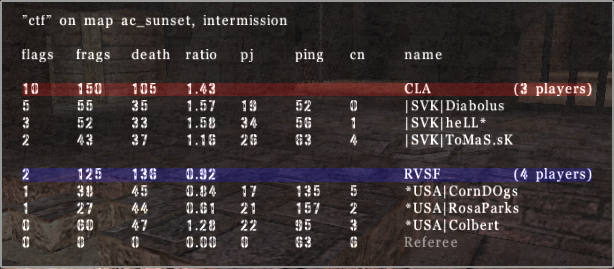 "ctf" on map ac_sunset, intermission
flags frags death ratio pj ping cn name
10 150 105 1.43 CLA (3 players)
5 55 35 1.57 19 52 0 |SVK|Diabolus
3 52 33 1.58 34 56 1 |SVK|heLL*
2 43 37 1.16 26 63 4 |SVK|ToMaS.sK
2 125 136 0.92 RVSF (4 players)
1 38 45 0.84 17 135 5 *USA|CornDOgs
1 27 44 0.61 21 157 2 *USA|RosaParks
0 60 47 1.28 22 95 3 *USA|Colbert
0 0 0 0.00 0 63 6 Referee